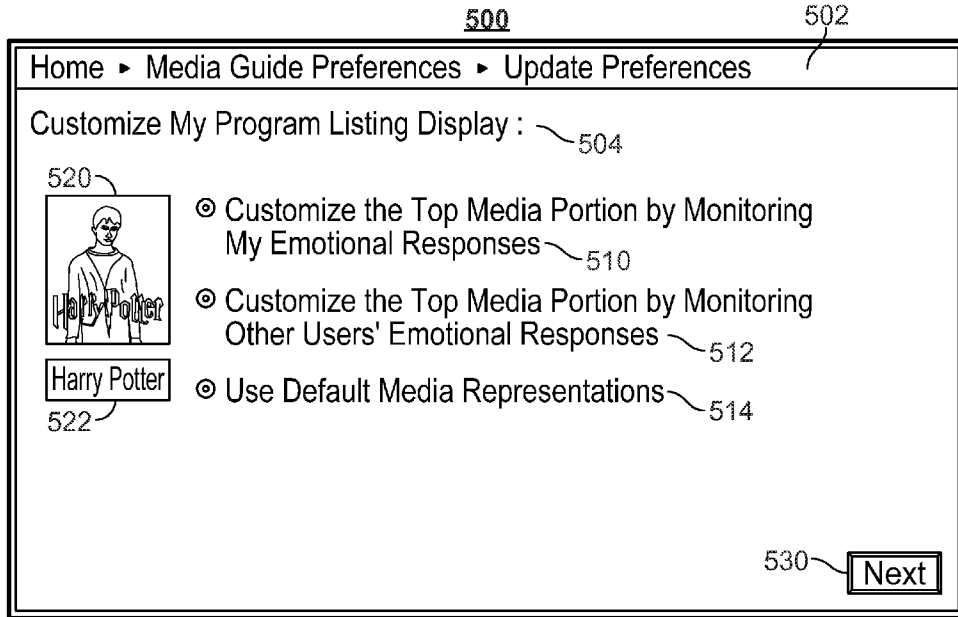 500
502
Home ▸ Media Guide Preferences ▸ Update Preferences
Customize My Program Listing Display :
504
520
Customize the Top Media Portion by Monitoring
My Emotional Responses
510
Harry Potter
Customize the Top Media Portion by Monitoring
Other Users' Emotional Responses
512
Harry Potter
522
Use Default Media Representations
514
530
Next